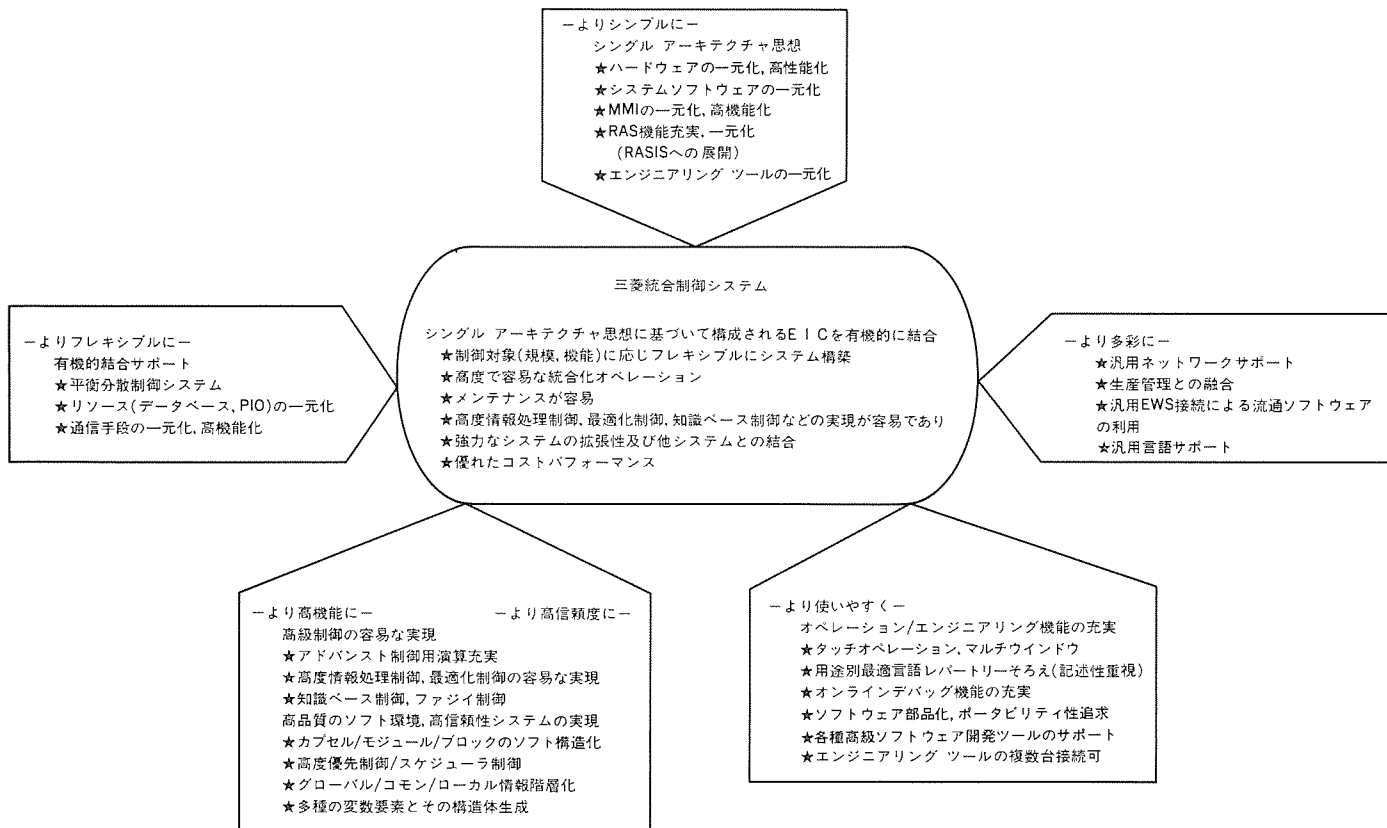 －よりシンプルに－
シングル アーキテクチャ思想
★ハードウェアの一元化,高性能化
★システムソフトウェアの一元化
★MMIの一元化,高機能化
★RAS機能充実,一元化
(RASISへの展開)
★エンジニアリング ツールの一元化
三菱統合制御システム
シングル アーキテクチャ思想に基づいて構成されるＥＩＣを有機的に結合
★制御対象(規模,機能)に応じフレキシブルにシステム構築
★高度で容易な統合化オペレーション
★メンテナンスが容易
★高度情報処理制御,最適化制御,知識ベース制御などの実現が容易であり
★強力なシステムの拡張性及び他システムとの結合
★優れたコストパフォーマンス
－よりフレキシブルに－
有機的結合サポート
★平衡分散制御システム
★リソース(データベース,PIO)の一元化
★通信手段の一元化,高機能化
－より多彩に－
★汎用ネットワークサポート
★生産管理との融合
★汎用EWS接続による流通ソフトウェア
の利用
★汎用言語サポート
－より高機能に－ －より高信頼度に－
高級制御の容易な実現
★アドバンスト制御用演算充実
★高度情報処理制御,最適化制御の容易な実現
★知識ベース制御,ファジイ制御
高品質のソフト環境,高信頼性システムの実現
★カプセル/モジュール/ブロックのソフト構造化
★高度優先制御/スケジューラ制御
★グローバル/コモン/ローカル情報階層化
★多種の変数要素とその構造体生成
－より使いやすく－
オペレーション/エンジニアリング機能の充実
★タッチオペレーション,マルチウインドウ
★用途別最適言語レパートリーそろえ(記述性重視)
★オンラインデバッグ機能の充実
★ソフトウェア部品化,ポータビリティ性追求
★各種高級ソフトウェア開発ツールのサポート
★エンジニアリング ツールの複数台接続可